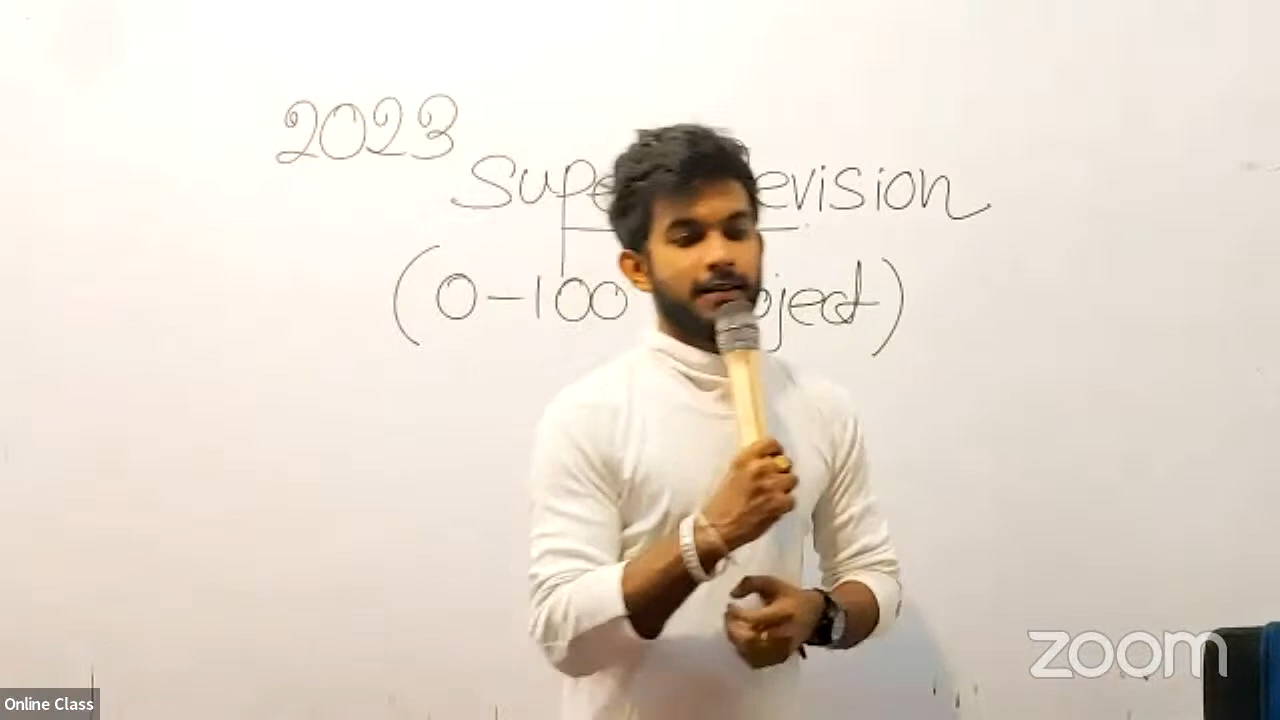 2023
Supe evision
(0-100 oject)
zoom
Online Class